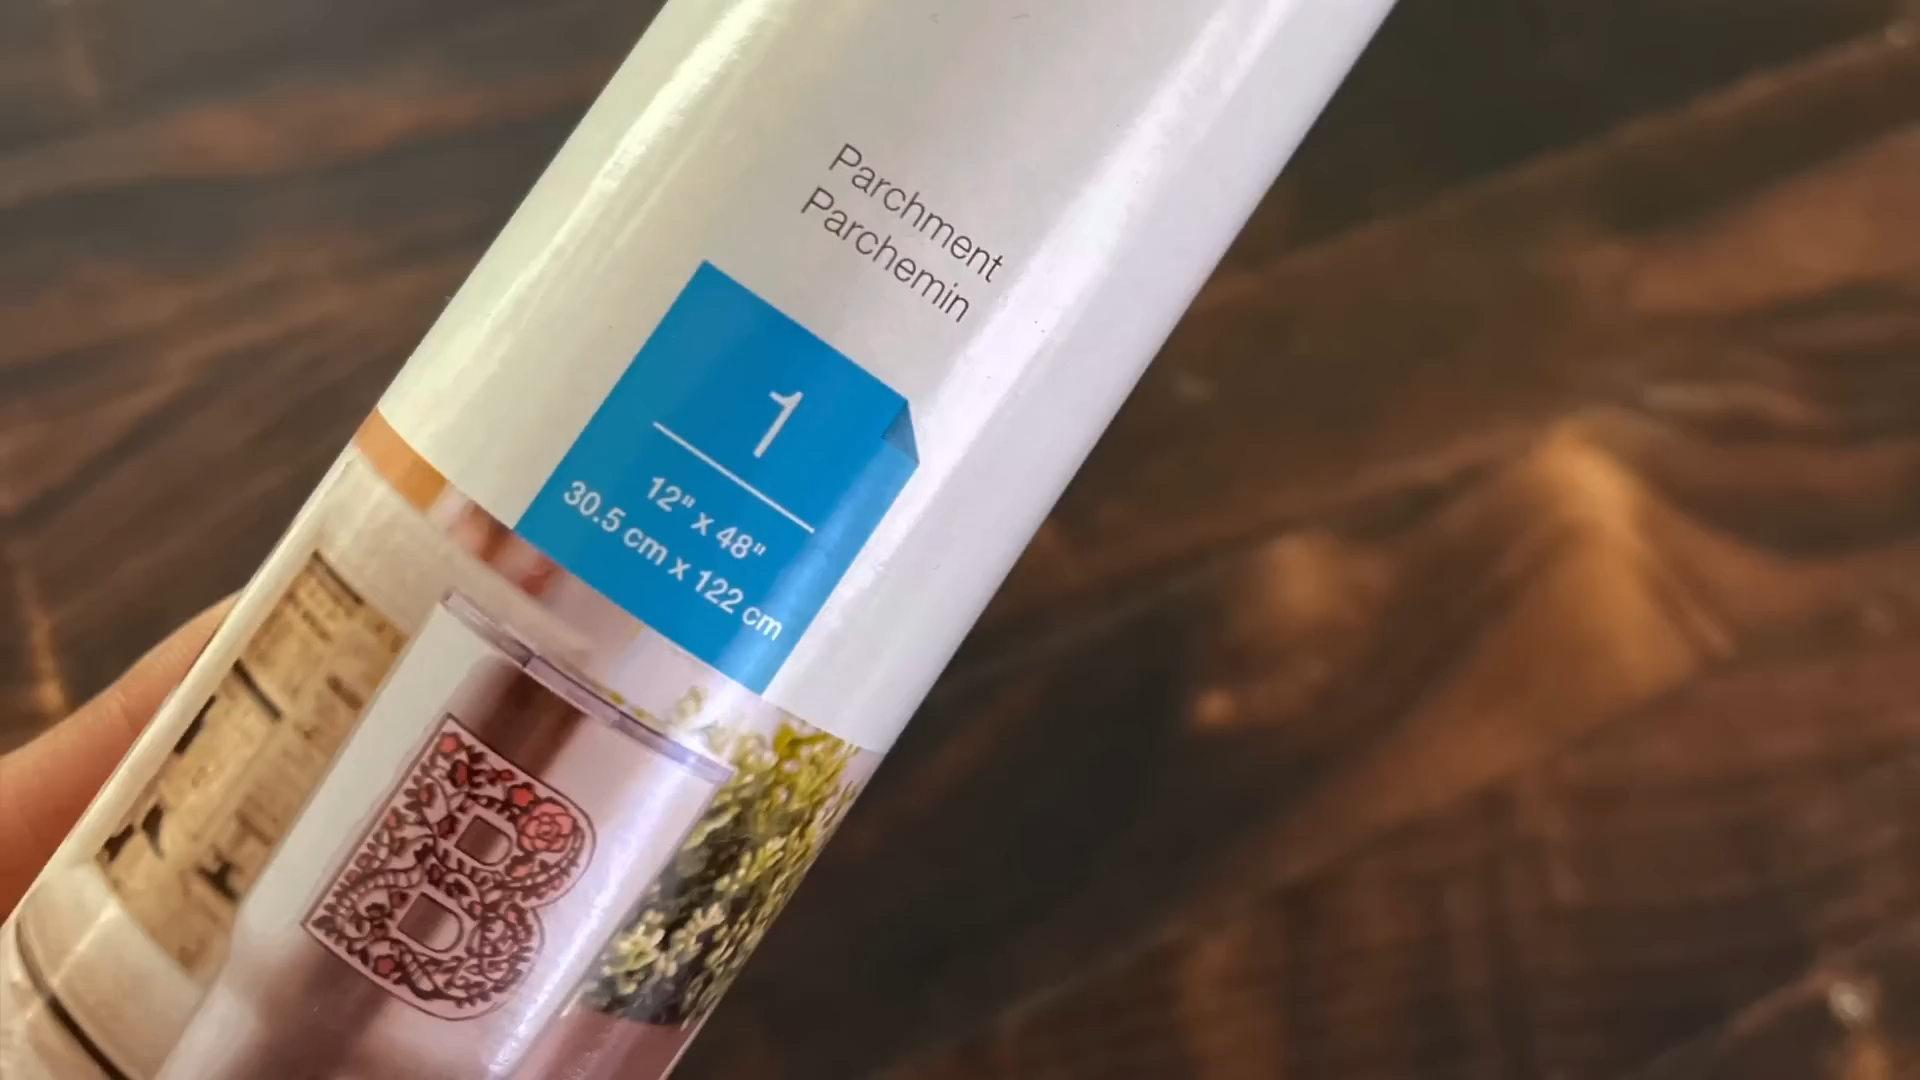 Parchment
Parchemin
1
12" x 48"
30.5 cm x 122 cm
B